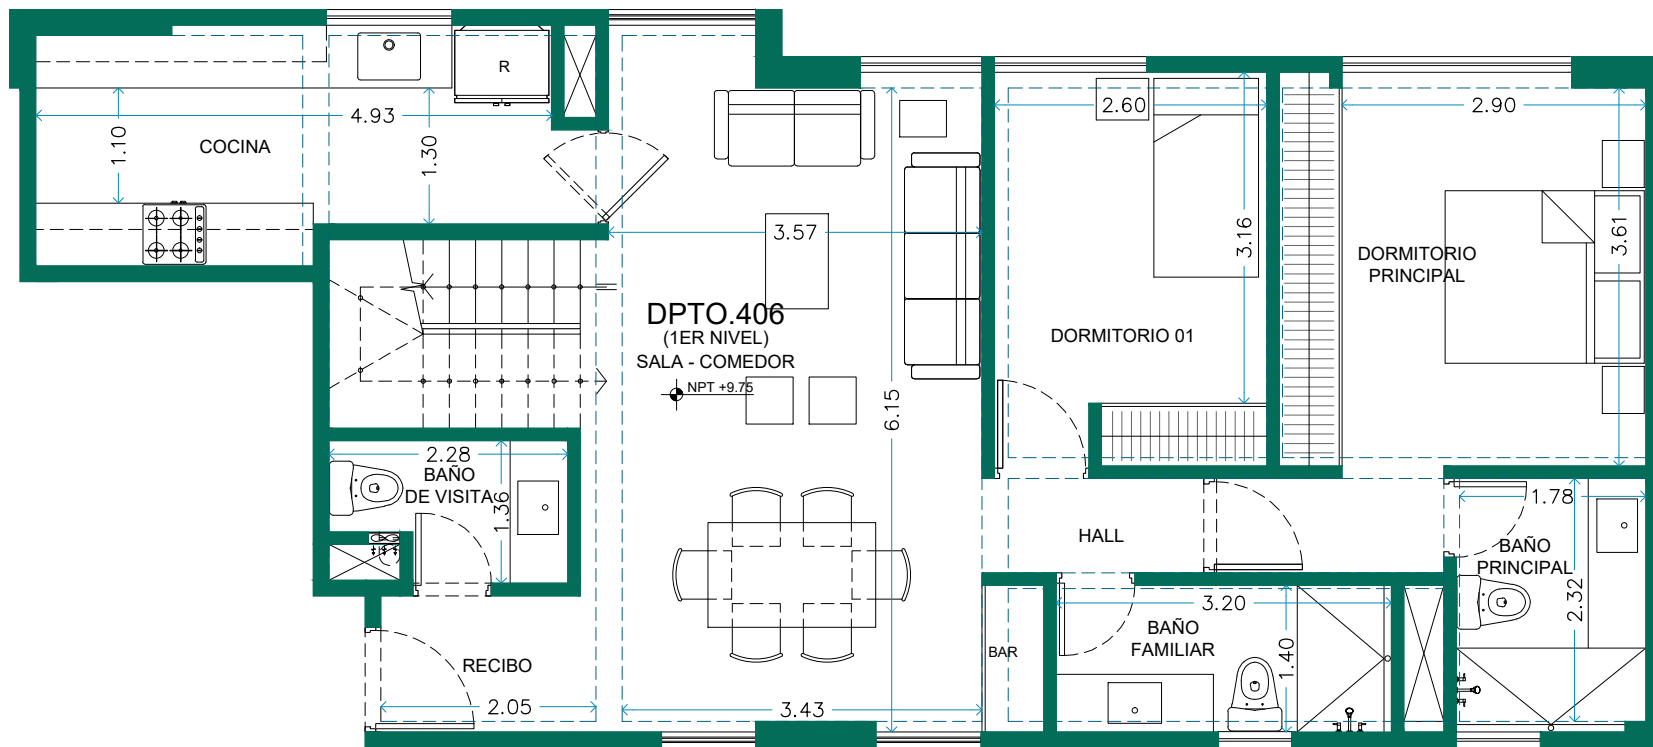 R
4.93
COCINA
1.10
1.30
2.60
2.90
3.57
3.16
3.61
DORMITORIO
PRINCIPAL
DPTO.406
(1ER NIVEL)
SALA - COMEDOR
NPT +9.75
DORMITORIO 01
6.15
2.28
BAÑO
DE VISITA
1.36
HALL
1.78
BAÑO
PRINCIPAL
2.32
3.20
BAÑO
FAMILIAR
1.40
BAR
RECIBO
2.05
3.43